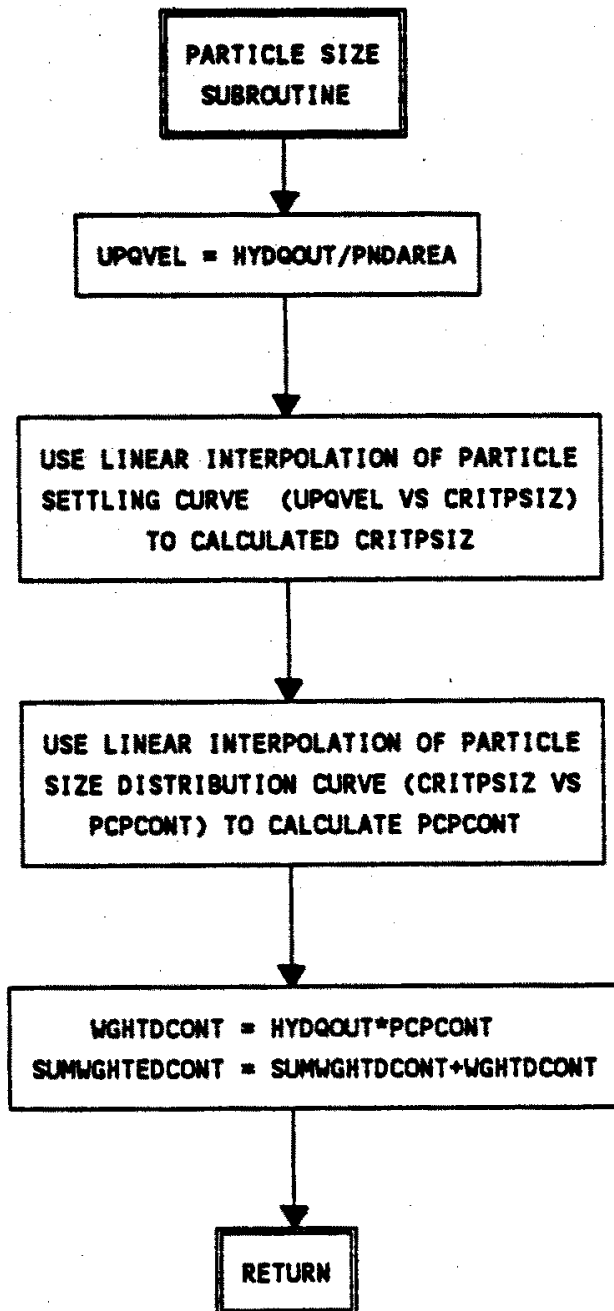 PARTICLE SIZE
SUBROUTINE
UPQVEL = HYDQOUT/PNDAREA
USE LINEAR INTERPOLATION OF PARTICLE
SETTLING CURVE (UPQVEL VS CRITPSIZ)
TO CALCULATED CRITPSIZ
USE LINEAR INTERPOLATION OF PARTICLE
SIZE DISTRIBUTION CURVE (CRITPSIZ VS
PCPCONT) TO CALCULATE PCPCONT
WGHTDCONT = HYDQOUT*PCPCONT
SUMWGHTEDCONT = SUMWGHTDCONT+WGHTDCONT
RETURN